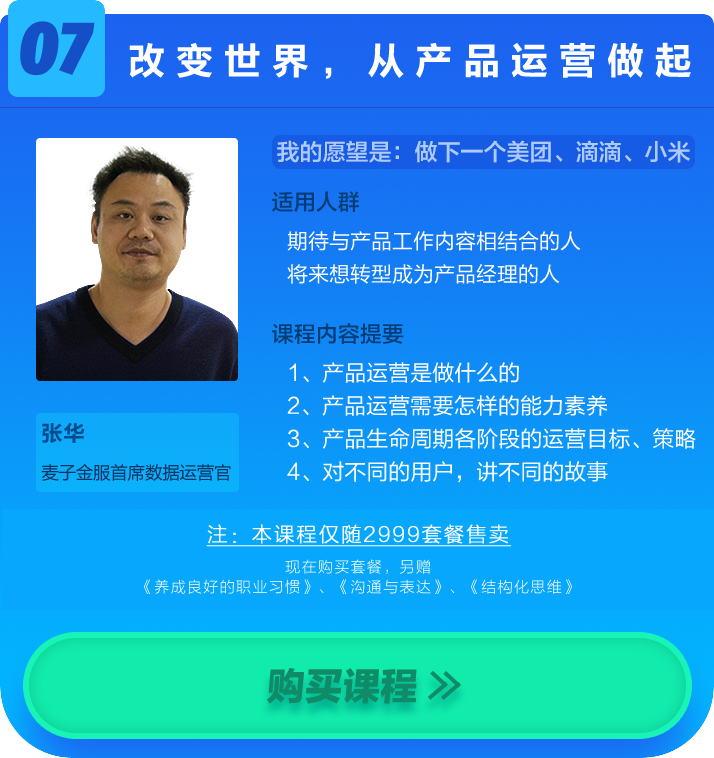 07
改变世界，从产品运营做起
我的愿望是：做下一个美团、滴滴、小米
适用人群
期待与产品工作内容相结合的人
将来想转型成为产品经理的人
课程内容提要
1、产品运营是做什么的
2、产品运营需要怎样的能力素养
3、产品生命周期各阶段的运营目标、策略
4、对不同的用户，讲不同的故事
张华
麦子金服首席数据运营官
注：本课程仅随2999套餐售卖
现在购买套餐，另赠
《养成良好的职业习惯》、《沟通与表达》、《结构化思维》
购买课程 >>